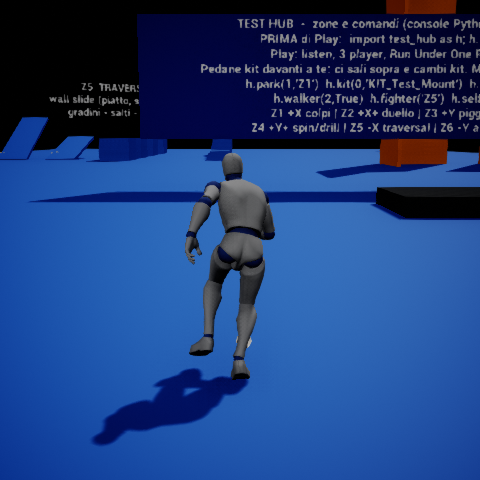 TEST HUB - zone e comandi (console Pyth
PRIMA di Play: import test_hub as h; h
Play: listen, 3 player, Run Under One P
Pedane kit davanti a te: ci sali sopra e cambi kit. M
h.park(1,'Z1') h.kit(0,'KIT_Test_Mount') h.
h.walker(2,True) h.fighter('Z5') h.sel
Z1 +X colpi | Z2 +X+ duello | Z3 +Y pigg
Z4 +Y+ spin/drill | Z5 -X traversal | Z6 -Y a
Z5 TRAVERS
wall slide (piatto, s
gradini - salti -